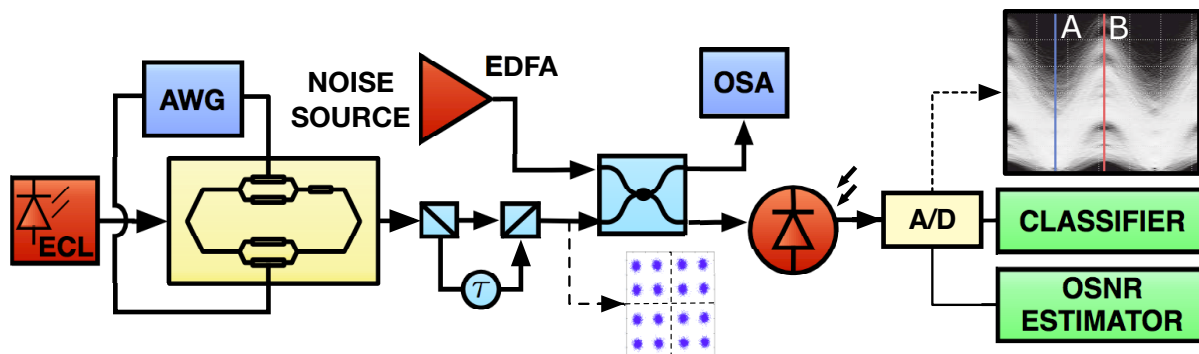 AWG
ECL
NOISE
SOURCE
EDFA
τ
OSA
A B
A/D
CLASSIFIER
OSNR
ESTIMATOR